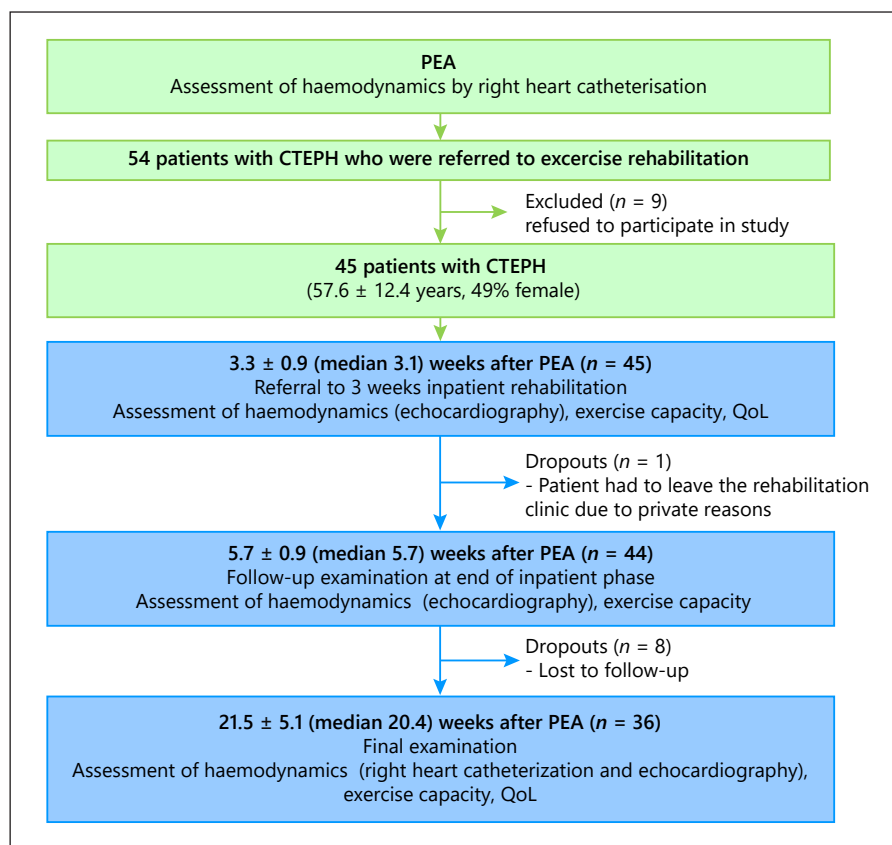 PEA
Assessment of haemodynamics by right heart catheterisation
54 patients with CTEPH who were referred to excercise rehabilitation
Excluded (n = 9)
refused to participate in study
45 patients with CTEPH
(57.6 ± 12.4 years, 49% female)
3.3 ± 0.9 (median 3.1) weeks after PEA (n = 45)
Referral to 3 weeks inpatient rehabilitation
Assessment of haemodynamics (echocardiography), exercise capacity, QoL
Dropouts (n = 1)
- Patient had to leave the rehabilitation
clinic due to private reasons
5.7 ± 0.9 (median 5.7) weeks after PEA (n = 44)
Follow-up examination at end of inpatient phase
Assessment of haemodynamics (echocardiography), exercise capacity
Dropouts (n = 8)
- Lost to follow-up
21.5 ± 5.1 (median 20.4) weeks after PEA (n = 36)
Final examination
Assessment of haemodynamics (right heart catheterization and echocardiography),
exercise capacity, QoL